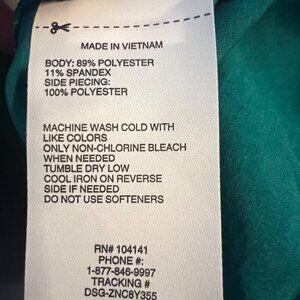 MADE IN VIETNAM
BODY: 89% POLYESTER
11% SPANDEX
SIDE PIECING:
100% POLYESTER
MACHINE WASH COLD WITH
LIKE COLORS
ONLY NON-CHLORINE BLEACH
WHEN NEEDED
TUMBLE DRY LOW
COOL IRON ON REVERSE
SIDE IF NEEDED
DO NOT USE SOFTENERS
RN# 104141
PHONE #:
1-877-846-9997
TRACKING #
DSG-ZNC8Y355